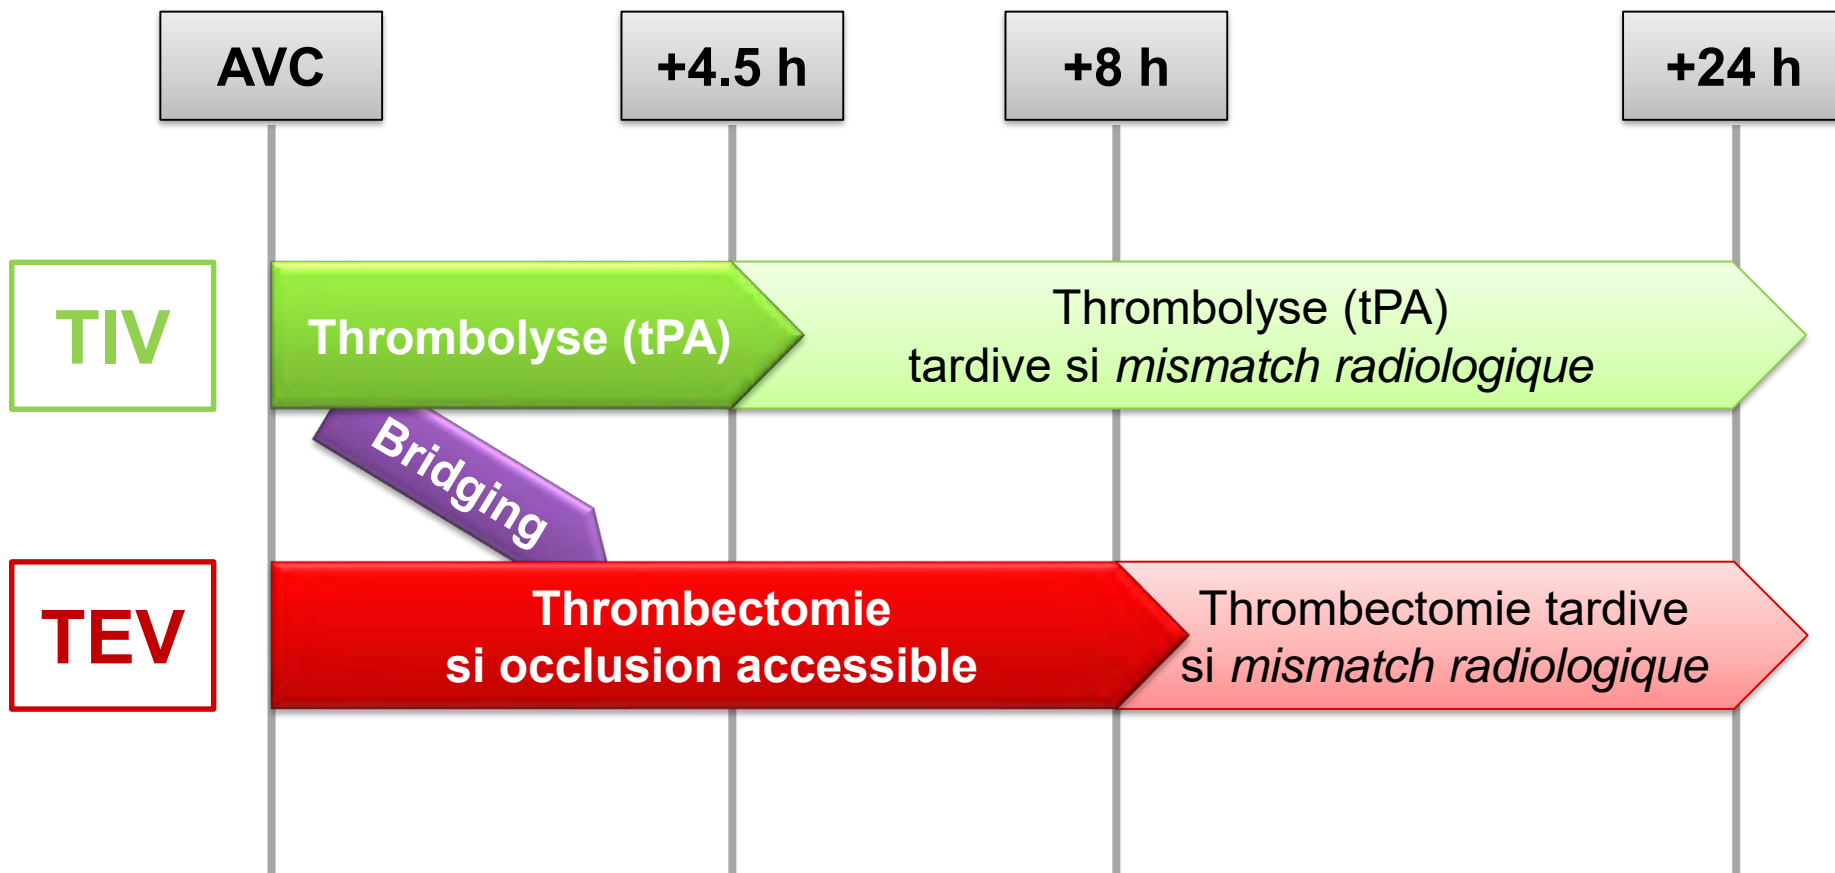 AVC
+4.5 h
+8 h
+24 h
TIV
Thrombolyse (tPA)
Thrombolyse (tPA)
tardive si mismatch radiologique
Bridging
TEV
Thrombectomie
si occlusion accessible
Thrombectomie tardive
si mismatch radiologique